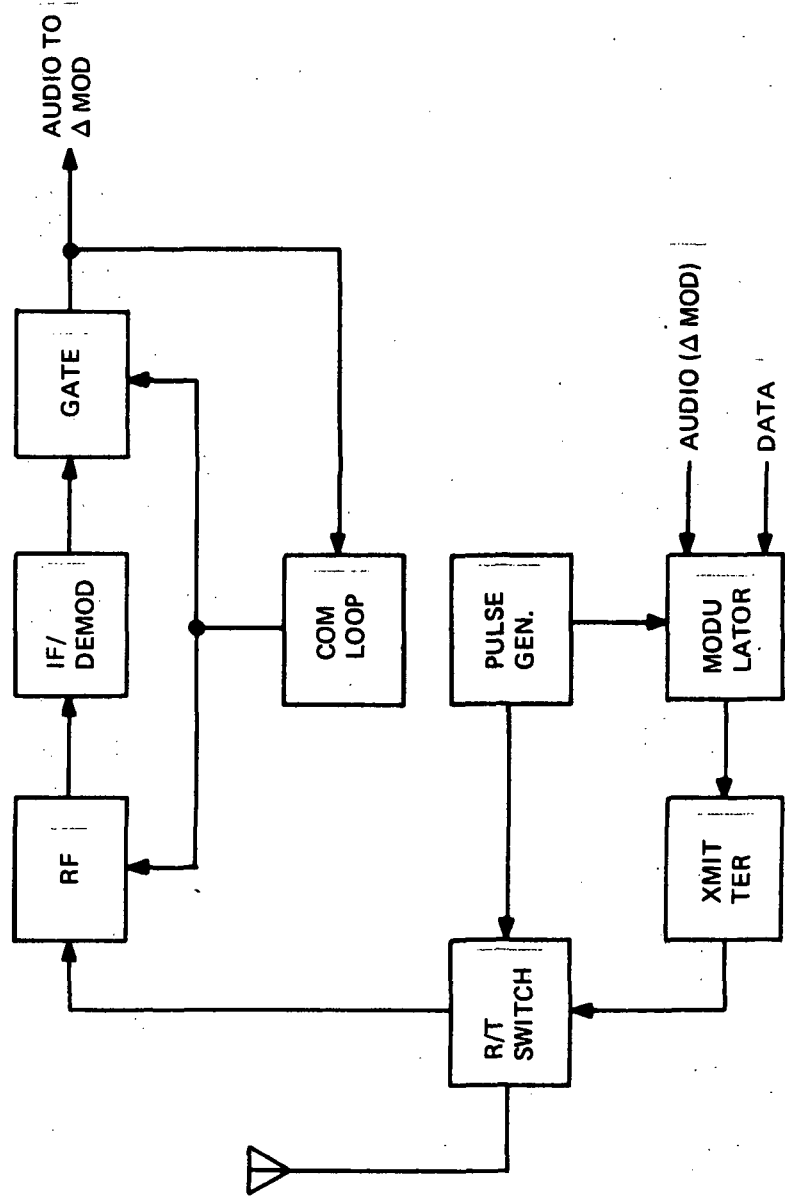 RF
IF/
DEMOD
GATE
AUDIO TO
Δ MOD
COM
LOOP
R/T
SWITCH
PULSE
GEN.
XMIT
TER
MODU
LATOR
AUDIO (Δ MOD)
DATA